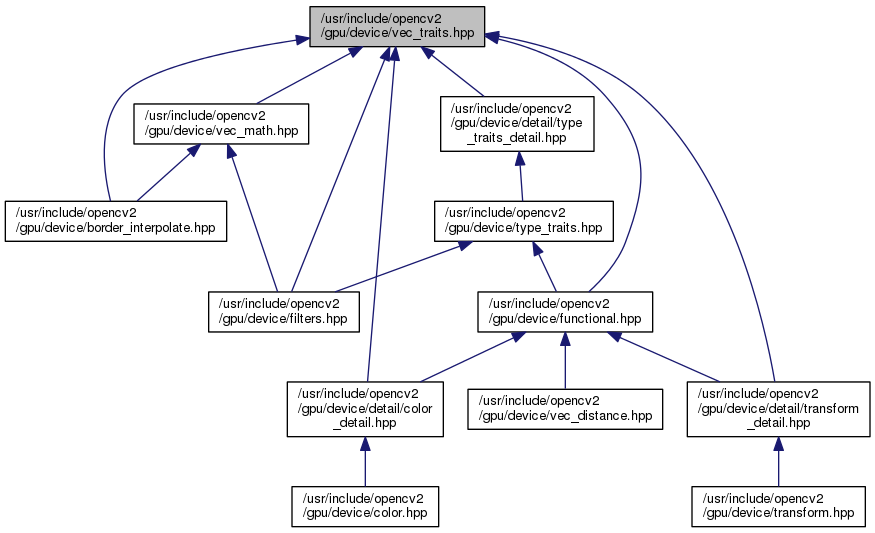 /usr/include/opencv2
/gpu/device/vec_traits.hpp
/usr/include/opencv2
/gpu/device/vec_math.hpp
/usr/include/opencv2
/gpu/device/detail/type
_traits_detail.hpp
/usr/include/opencv2
/gpu/device/border_interpolate.hpp
/usr/include/opencv2
/gpu/device/type_traits.hpp
/usr/include/opencv2
/gpu/device/filters.hpp
/usr/include/opencv2
/gpu/device/functional.hpp
/usr/include/opencv2
/gpu/device/detail/color
_detail.hpp
/usr/include/opencv2
/gpu/device/vec_distance.hpp
/usr/include/opencv2
/gpu/device/detail/transform
_detail.hpp
/usr/include/opencv2
/gpu/device/color.hpp
/usr/include/opencv2
/gpu/device/transform.hpp